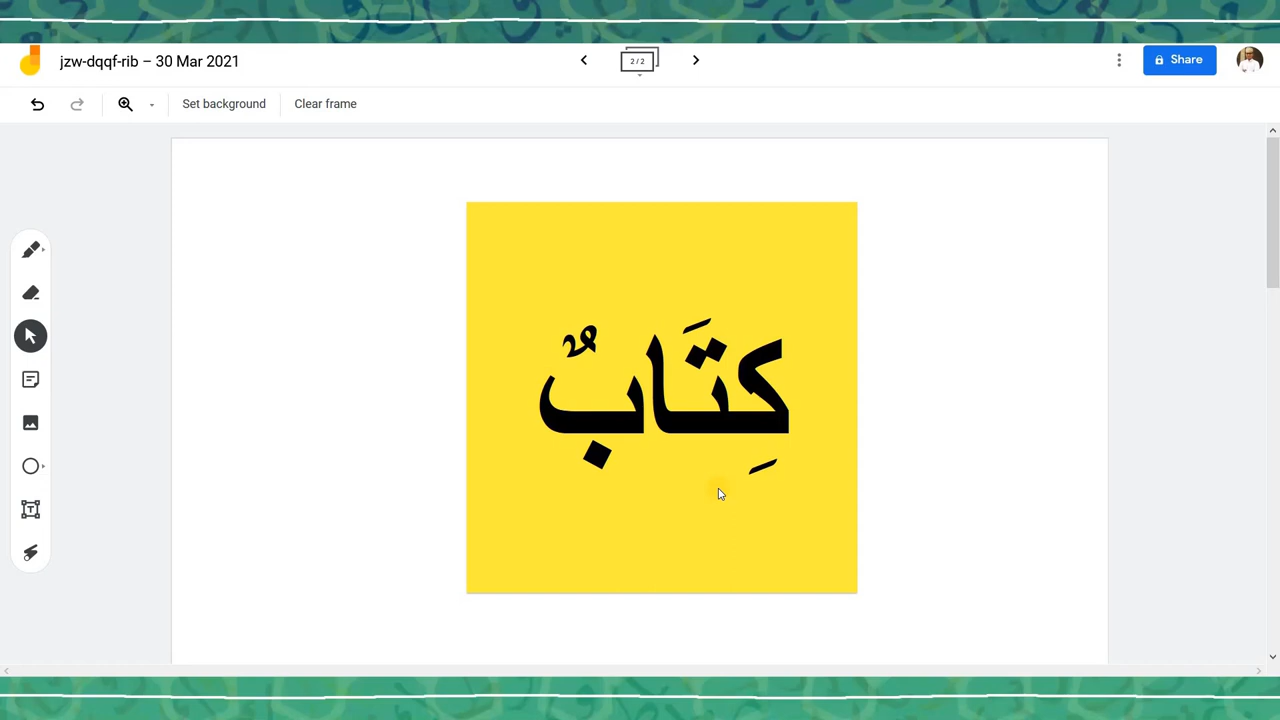 jzw-dqqf-rib – 30 Mar 2021
2 / 2
Share
Set background
Clear frame
كِتَابٌ